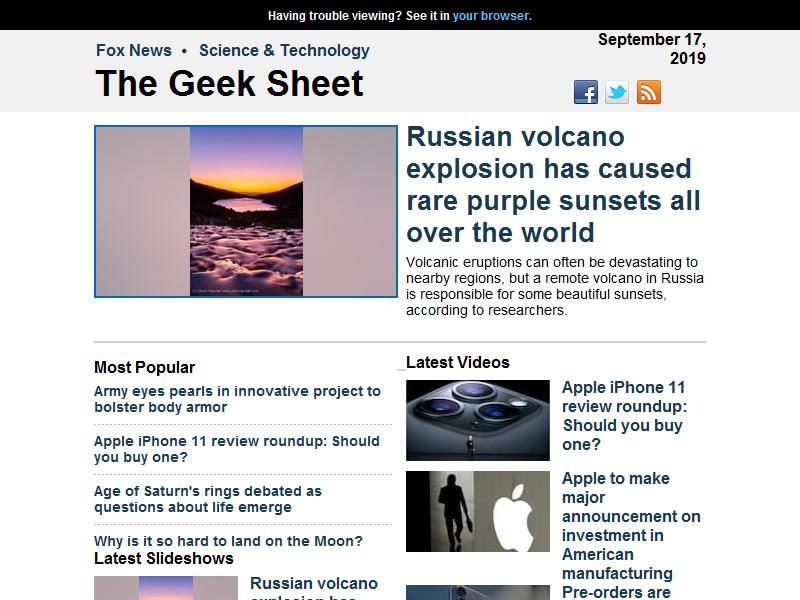 Having trouble viewing? See it in your browser.
Fox News • Science & Technology
September 17,
2019
The Geek Sheet
Russian volcano
explosion has caused
rare purple sunsets all
over the world
Volcanic eruptions can often be devastating to
nearby regions, but a remote volcano in Russia
is responsible for some beautiful sunsets,
according to researchers.
Most Popular
Army eyes pearls in innovative project to
bolster body armor
Apple iPhone 11 review roundup: Should
you buy one?
Age of Saturn's rings debated as
questions about life emerge
Why is it so hard to land on the Moon?
Latest Slideshows
Russian volcano
explosion has
Latest Videos
Apple iPhone 11
review roundup:
Should you buy
one?
Apple to make
major
announcement on
investment in
American
manufacturing
Pre-orders are